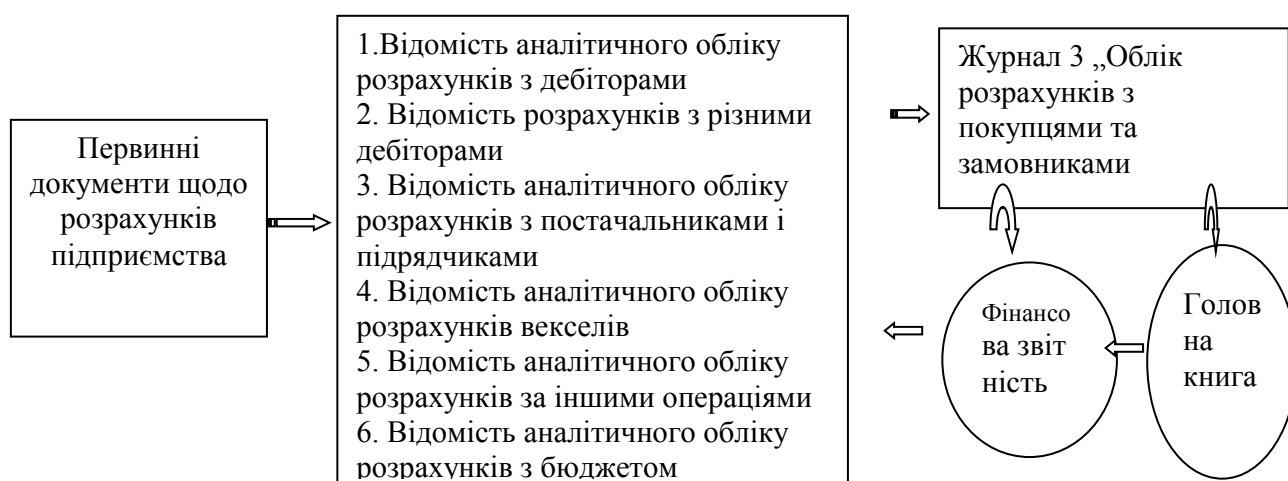 Первинні
документи щодо
розрахунків
підприємства
1.Відомість аналітичного обліку
розрахунків з дебіторами
2. Відомість розрахунків з різними
дебіторами
3. Відомість аналітичного обліку
розрахунків з постачальниками і
підрядчиками
4. Відомість аналітичного обліку
розрахунків векселів
5. Відомість аналітичного обліку
розрахунків за іншими операціями
6. Відомість аналітичного обліку
розрахунків з бюджетом
Журнал 3 „Облік
розрахунків з
покупцями та
замовниками
Фінансо
ва звіт
ність
Голов
на
книга